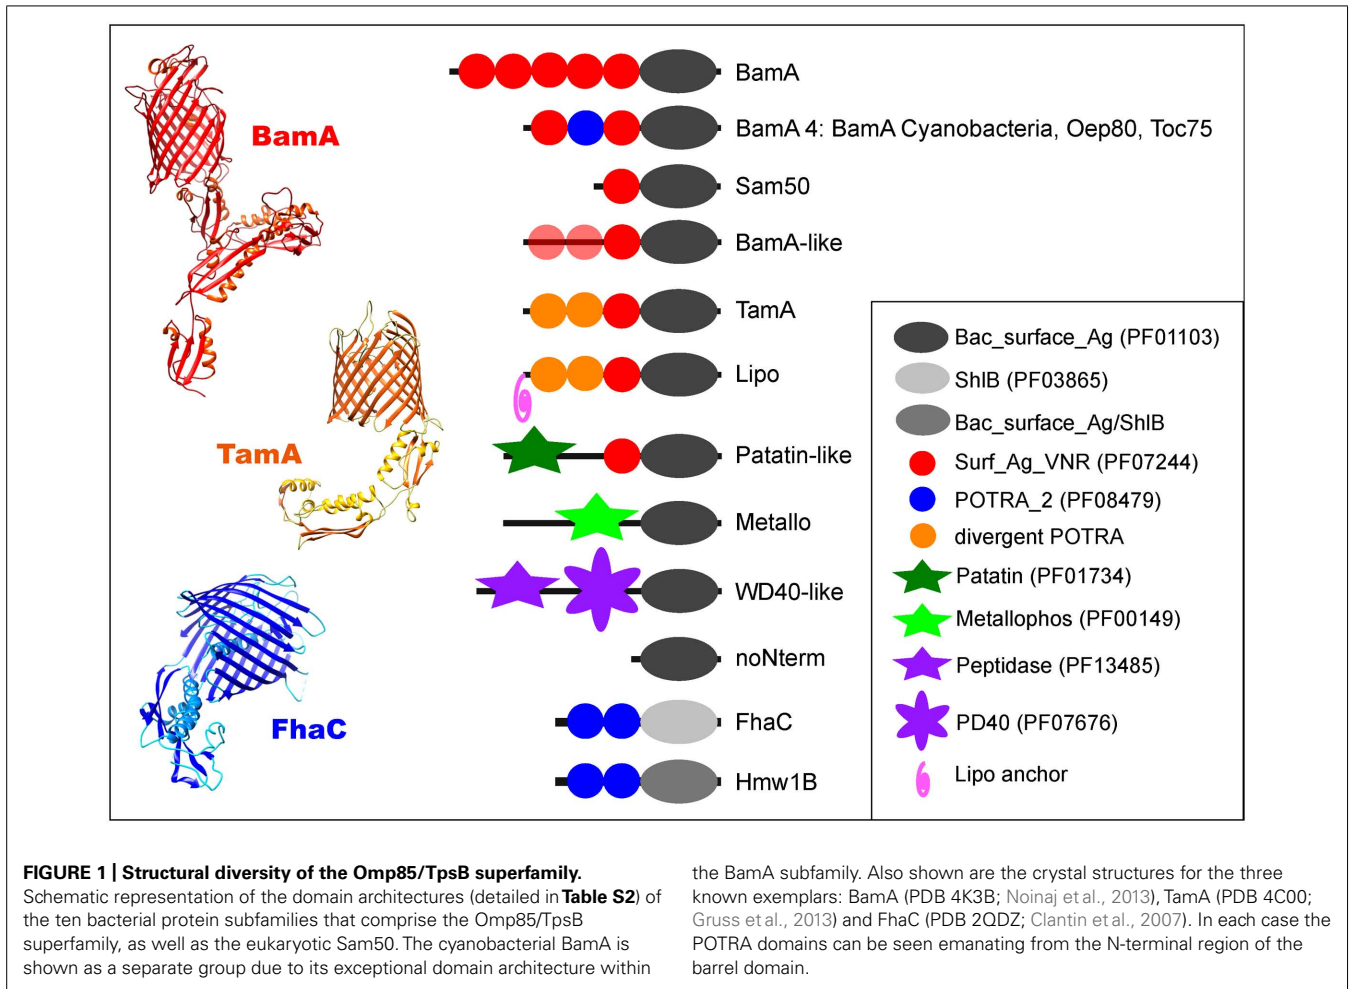 BamA
TamA
FhaC
BamA
BamA 4: BamA Cyanobacteria, Oep80, Toc75
Sam50
BamA-like
TamA
Lipo
Patatin-like
Metallo
WD40-like
noNterm
FhaC
Hmw1B
Bac_surface_Ag (PF01103)
ShlB (PF03865)
Bac_surface_Ag/ShlB
Surf_Ag_VNR (PF07244)
POTRA_2 (PF08479)
divergent POTRA
Patatin (PF01734)
Metallophos (PF00149)
Peptidase (PF13485)
PD40 (PF07676)
Lipo anchor
FIGURE 1 | Structural diversity of the Omp85/TpsB superfamily.
Schematic representation of the domain architectures (detailed in Table S2) of
the ten bacterial protein subfamilies that comprise the Omp85/TpsB
superfamily, as well as the eukaryotic Sam50. The cyanobacterial BamA is
shown as a separate group due to its exceptional domain architecture within
the BamA subfamily. Also shown are the crystal structures for the three
known exemplars: BamA (PDB 4K3B; Noinaj et al., 2013), TamA (PDB 4C00;
Gruss et al., 2013) and FhaC (PDB 2QDZ; Clantin et al., 2007). In each case the
POTRA domains can be seen emanating from the N-terminal region of the
barrel domain.